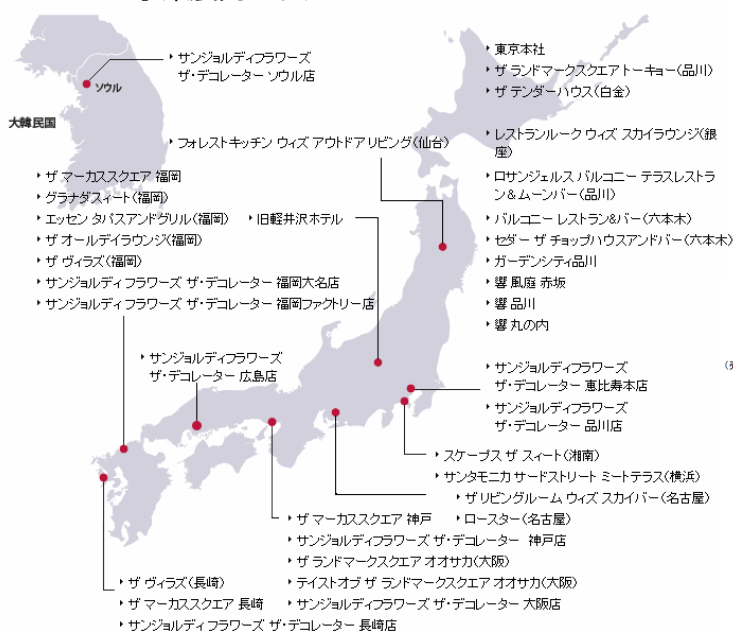 ‣ サンジョルディフラワーズ
ザ・デコレーター ソウル店
ソウル
大韓民国
‣ 東京本社
‣ ザ ランドマークスクエアトーキョー(品川)
‣ ザ テンダーハウス(白金)
‣ レストランルーク ウィズ スカイラウンジ(銀
座)
‣ ロサンジェルス バルコニー テラスレストラ
ン&ムーンバー(品川)
‣ バルコニー レストラン&バー(六本木)
‣ セダー ザ チョップハウスアンドバー(六本木)
‣ ガーデンシティ品川
‣ 響 風庭 赤坂
‣ 響 品川
‣ 響 丸の内
‣ フォレストキッチン ウィズ アウトドアリビング(仙台)
‣ ザ マーカススクエア 福岡
‣ グラナダスィート(福岡)
‣ エッセン タパスアンドグリル(福岡)
‣ ザ オールデイラウンジ(福岡)
‣ ザ ヴィラズ(福岡)
‣ サンジョルディフラワーズ ザ・デコレーター 福岡大名店
‣ サンジョルディフラワーズ ザ・デコレーター 福岡ファクトリー店
‣ 旧軽井沢ホテル
‣ サンジョルディフラワーズ
ザ・デコレーター 広島店
‣ サンジョルディフラワーズ
ザ・デコレーター 恵比寿本店
‣ サンジョルディフラワーズ
ザ・デコレーター 品川店
‣ スケープス ザ スィート(湘南)
‣ サンタモニカ サードストリート ミートテラス(横浜)
‣ ザリビングルーム ウィズ スカイバー(名古屋)
‣ ロースター(名古屋)
‣ ザ マーカススクエア 神戸
‣ サンジョルディフラワーズ ザ・デコレーター 神戸店
‣ ザ ランドマークスクエア オオサカ(大阪)
‣ テイストオブ ザ ランドマークスクエア オオサカ(大阪)
‣ サンジョルディフラワーズ ザ・デコレーター 大阪店
‣ ザ ヴィラズ(長崎)
‣ ザ マーカススクエア 長崎
‣ サンジョルディフラワーズ ザ・デコレーター 長崎店